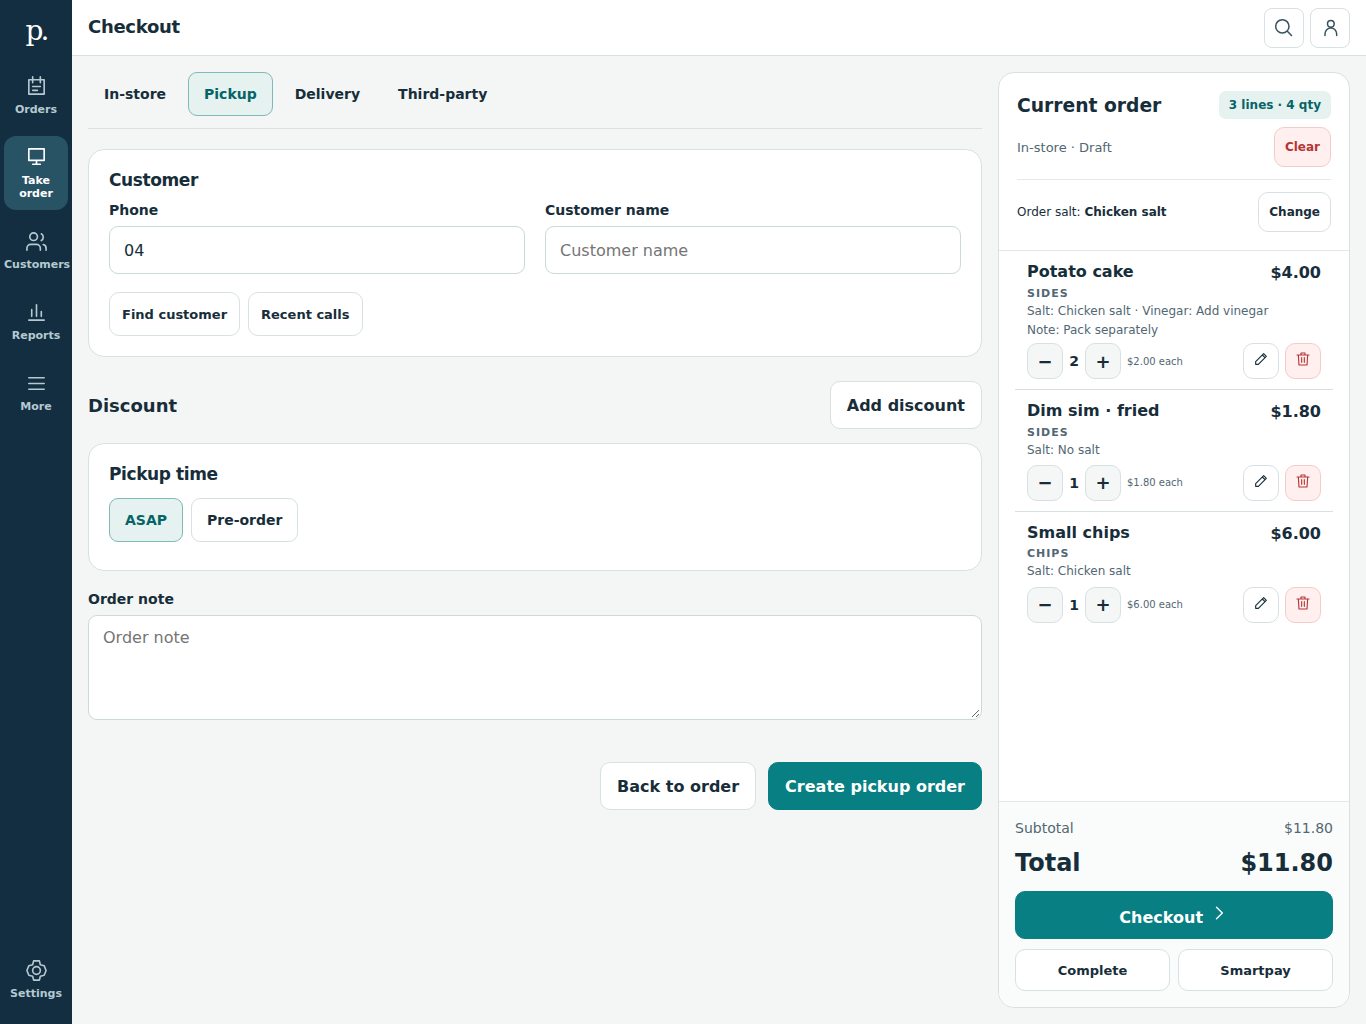 p.
Orders
Take
order
Customers
Reports
More
Settings
Checkout
In-store
Pickup
Delivery
Third-party
Customer
Phone
Customer name
04
Customer name
Find customer
Recent calls
Discount
Add discount
Pickup time
ASAP
Pre-order
Order note
Order note
Back to order
Create pickup order
Current order
3 lines · 4 qty
In-store · Draft
Clear
Order salt: Chicken salt
Change
Potato cake
$4.00
SIDES
Salt: Chicken salt · Vinegar: Add vinegar
Note: Pack separately
− 2 + $2.00 each
Dim sim · fried
$1.80
SIDES
Salt: No salt
− 1 + $1.80 each
Small chips
$6.00
CHIPS
Salt: Chicken salt
− 1 + $6.00 each
Subtotal
$11.80
Total
$11.80
Checkout
Complete
Smartpay